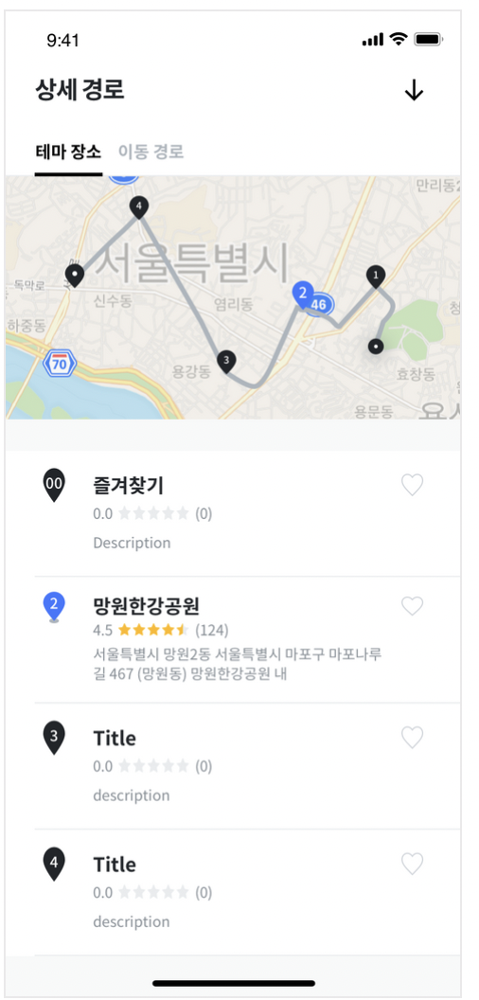 9:41
상세 경로
테마 장소
이동 경로
만리동2
4
서울특별시
독막로
1
2
46
신수동
염리동
하중동
70
3
용강동
효창동
용문동
00
즐겨찾기
0.0 (0)
Description
2
망원한강공원
4.5 (124)
서울특별시 망원2동 서울특별시 마포구 마포나루
길 467 (망원동) 망원한강공원 내
3
Title
0.0 (0)
description
4
Title
0.0 (0)
description